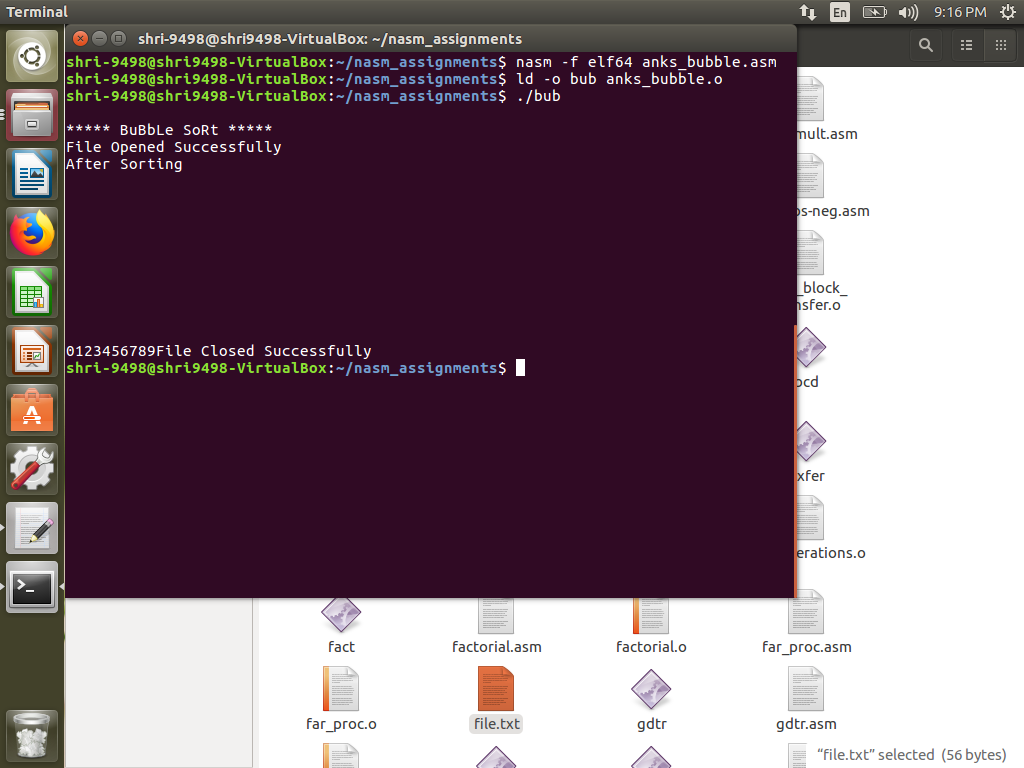 Terminal
En
9:16 PM
shri-9498@shri9498-VirtualBox: ~/nasm_assignments
shri-9498@shri9498-VirtualBox:~/nasm_assignments$ nasm -f elf64 anks_bubble.asm
shri-9498@shri9498-VirtualBox:~/nasm_assignments$ ld -o bub anks_bubble.o
shri-9498@shri9498-VirtualBox:~/nasm_assignments$ ./bub
***** BuBbLe SoRt *****
File Opened Successfully
After Sorting
0123456789File Closed Successfully
shri-9498@shri9498-VirtualBox:~/nasm_assignments$
mult.asm
os-neg.asm
_block_
nsfer.o
ocd
xfer
erations.o
fact
factorial.asm
factorial.o
far_proc.asm
far_proc.o
file.txt
gdtr
gdtr.asm
“file.txt” selected (56 bytes)